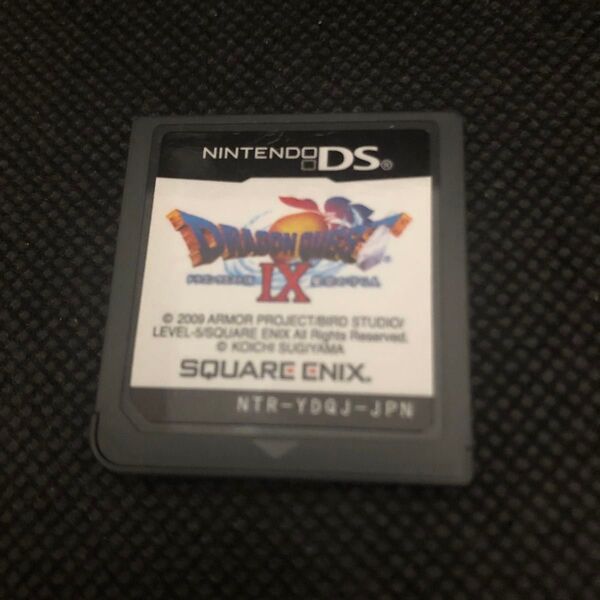 NINTENDO DS®
DRAGON QUEST
IX
© 2009 ARMOR PROJECT/BIRD STUDIO/
LEVEL-5/SQUARE ENIX All Rights Reserved.
© KOICHI SUGIYAMA
SQUARE ENIX.
NTR-YDQJ-JPN